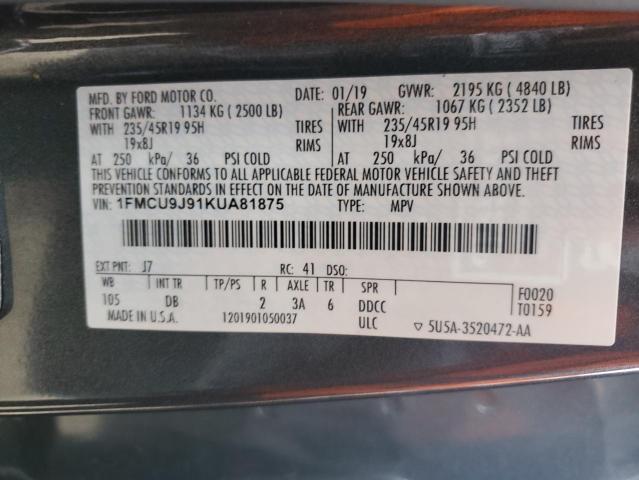 MFD. BY FORD MOTOR CO. DATE: 01/19 GVWR: 2195 KG ( 4840 LB)
FRONT GAWR: 1134 KG ( 2500 LB) REAR GAWR: 1067 KG ( 2352 LB)
WITH 235/45R19 95H TIRES WITH 235/45R19 95H TIRES
19x8J RIMS 19x8J RIMS
AT 250 kPa/ 36 PSI COLD AT 250 kPa/ 36 PSI COLD
THIS VEHICLE CONFORMS TO ALL APPLICABLE FEDERAL MOTOR VEHICLE SAFETY AND THEFT
PREVENTION STANDARDS IN EFFECT ON THE DATE OF MANUFACTURE SHOWN ABOVE.
VIN: 1FMCU9J91KUA81875 TYPE: MPV
EXT PNT: J7 RC: 41 DSO:
WB INT TR TP/PS R AXLE TR SPR
105 DB 2 3A 6 DDCC
F0020
T0159
MADE IN U.S.A. 1201901050037 ULC ▽ 5U5A-3520472-AA